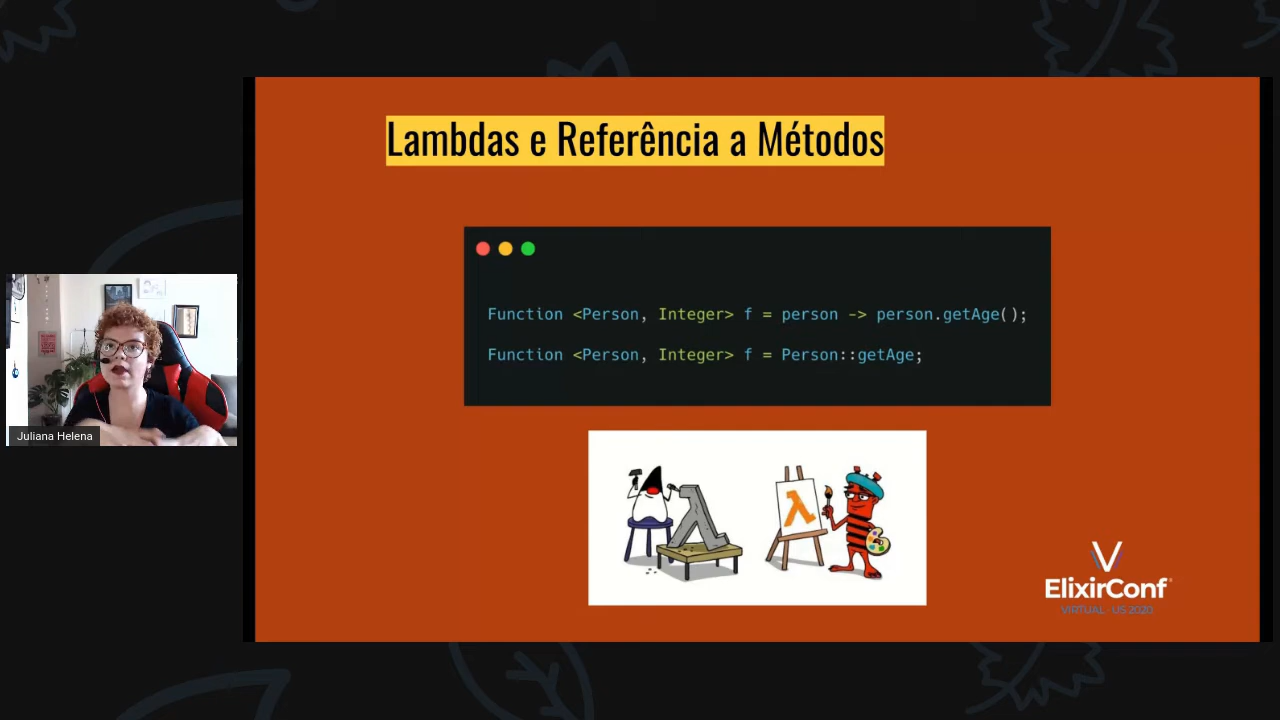 Lambdas e Referência a Métodos
Function <Person, Integer> f = person -> person.getAge();
Function <Person, Integer> f = Person::getAge;
Juliana Helena
ElixirConf
VIRTUAL · US 2020